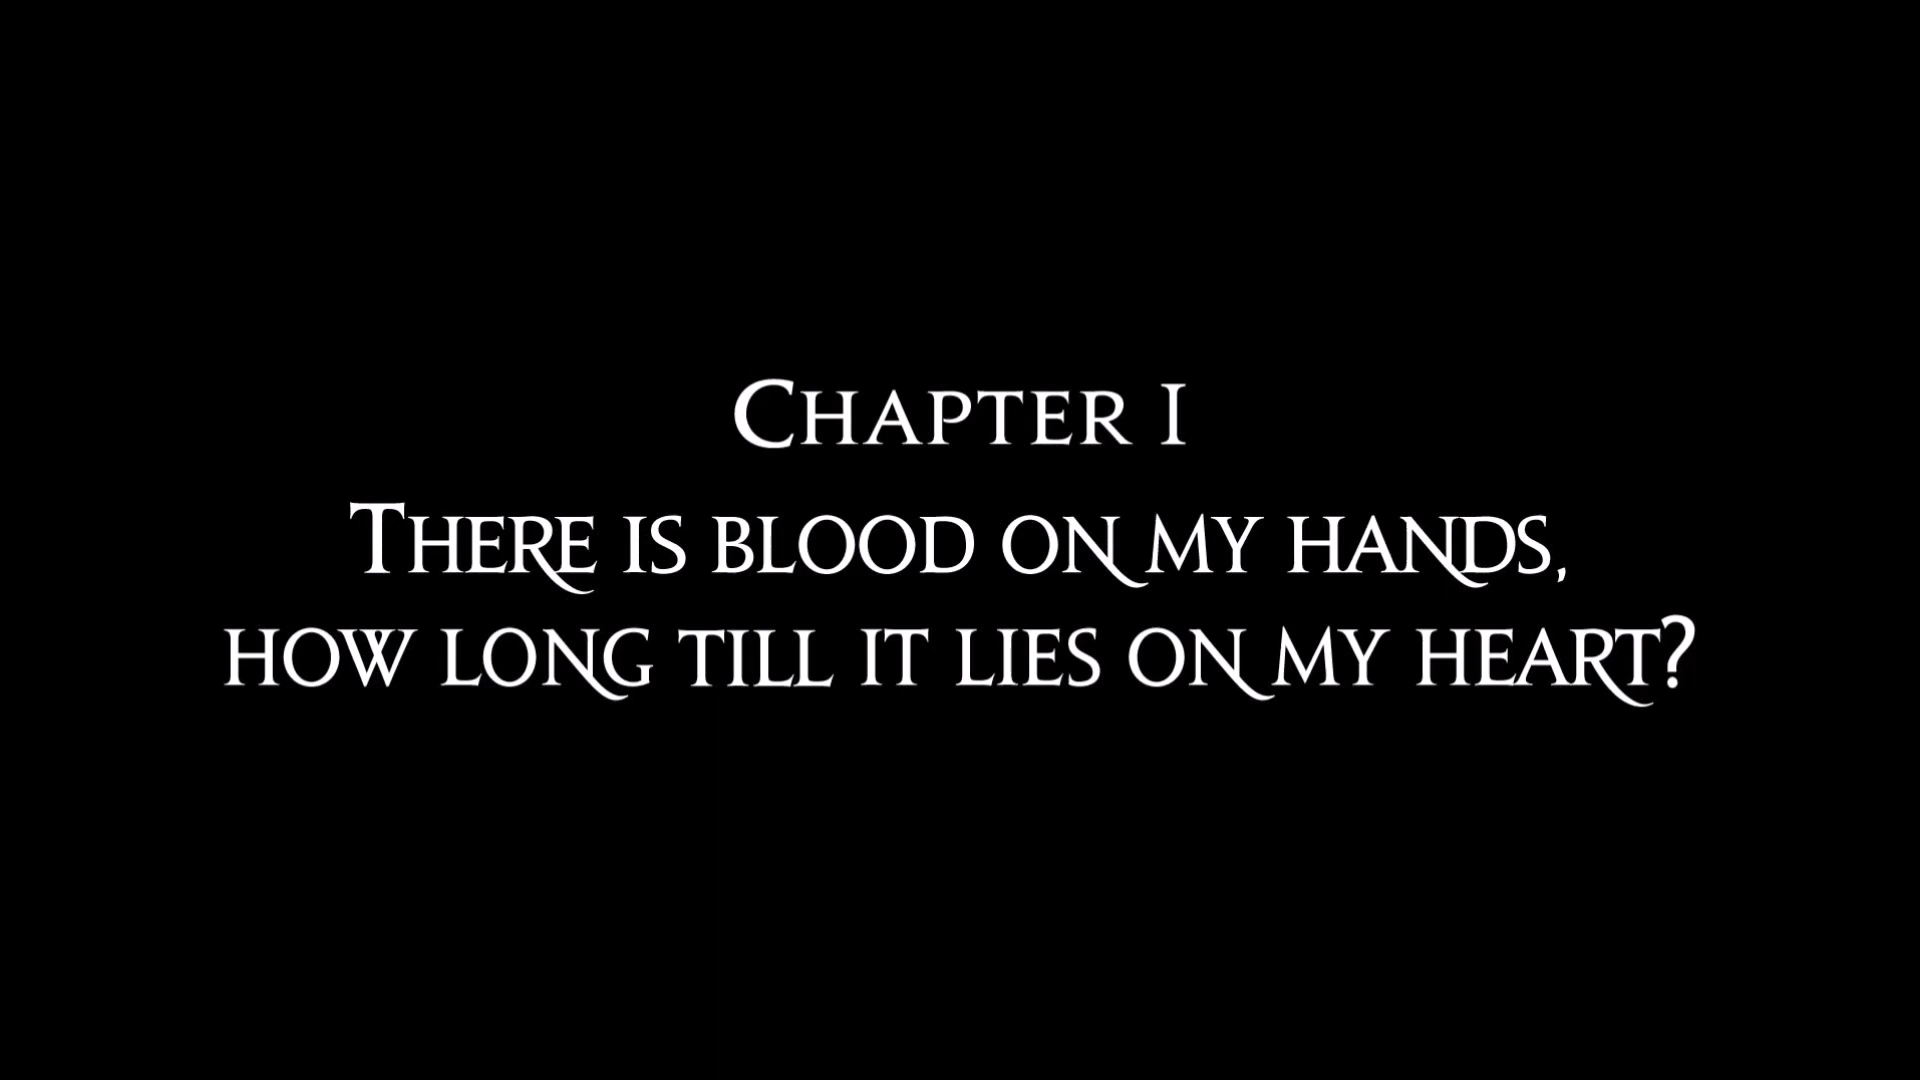 Chapter I
There is blood on my hands,
how long till it lies on my heart?